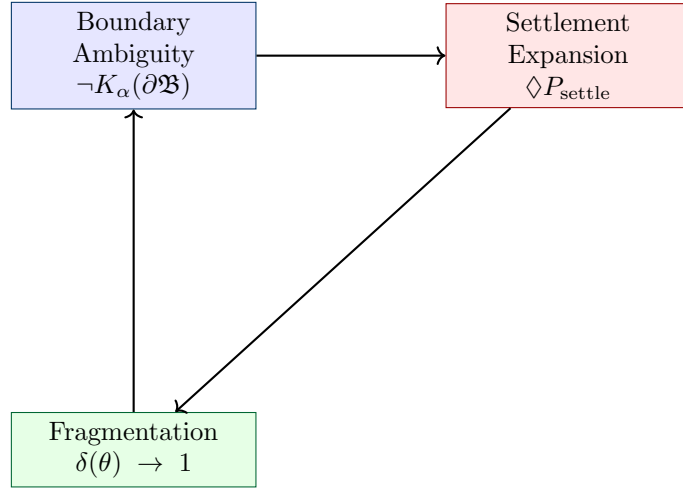 Boundary
Ambiguity
¬K_α(∂𝔅)
Settlement
Expansion
◇P_settle
Fragmentation
δ(θ) → 1